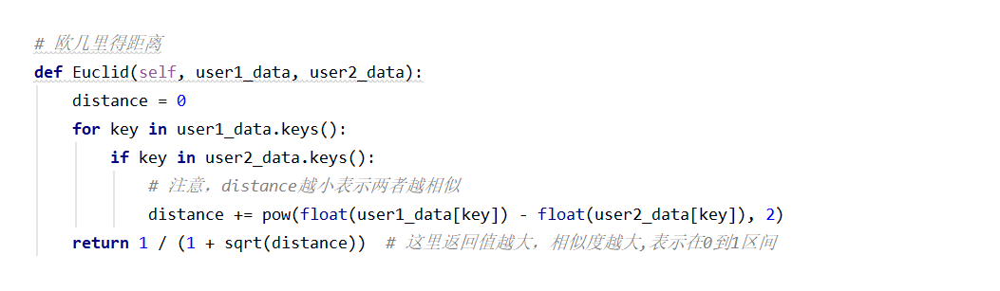 # 欧几里得距离
def Euclid(self, user1_data, user2_data):
    distance = 0
    for key in user1_data.keys():
        if key in user2_data.keys():
            # 注意，distance越小表示两者越相似
            distance += pow(float(user1_data[key]) - float(user2_data[key]), 2)
    return 1 / (1 + sqrt(distance))  # 这里返回值越大，相似度越大,表示在0到1区间